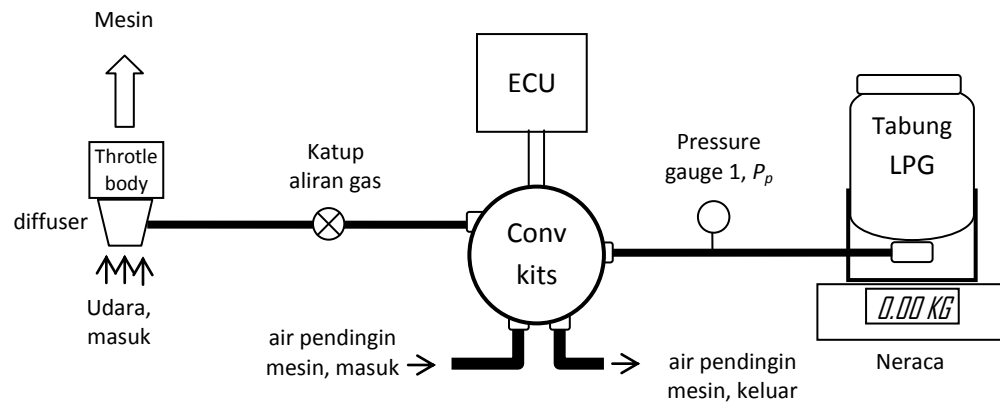 Mesin
Throtle
body
diffuser
Udara,
masuk
Katup
aliran gas
ECU
Conv
kits
air pendingin
mesin, masuk
air pendingin
mesin, keluar
Pressure
gauge 1, Pp
Tabung
LPG
0.00 KG
Neraca